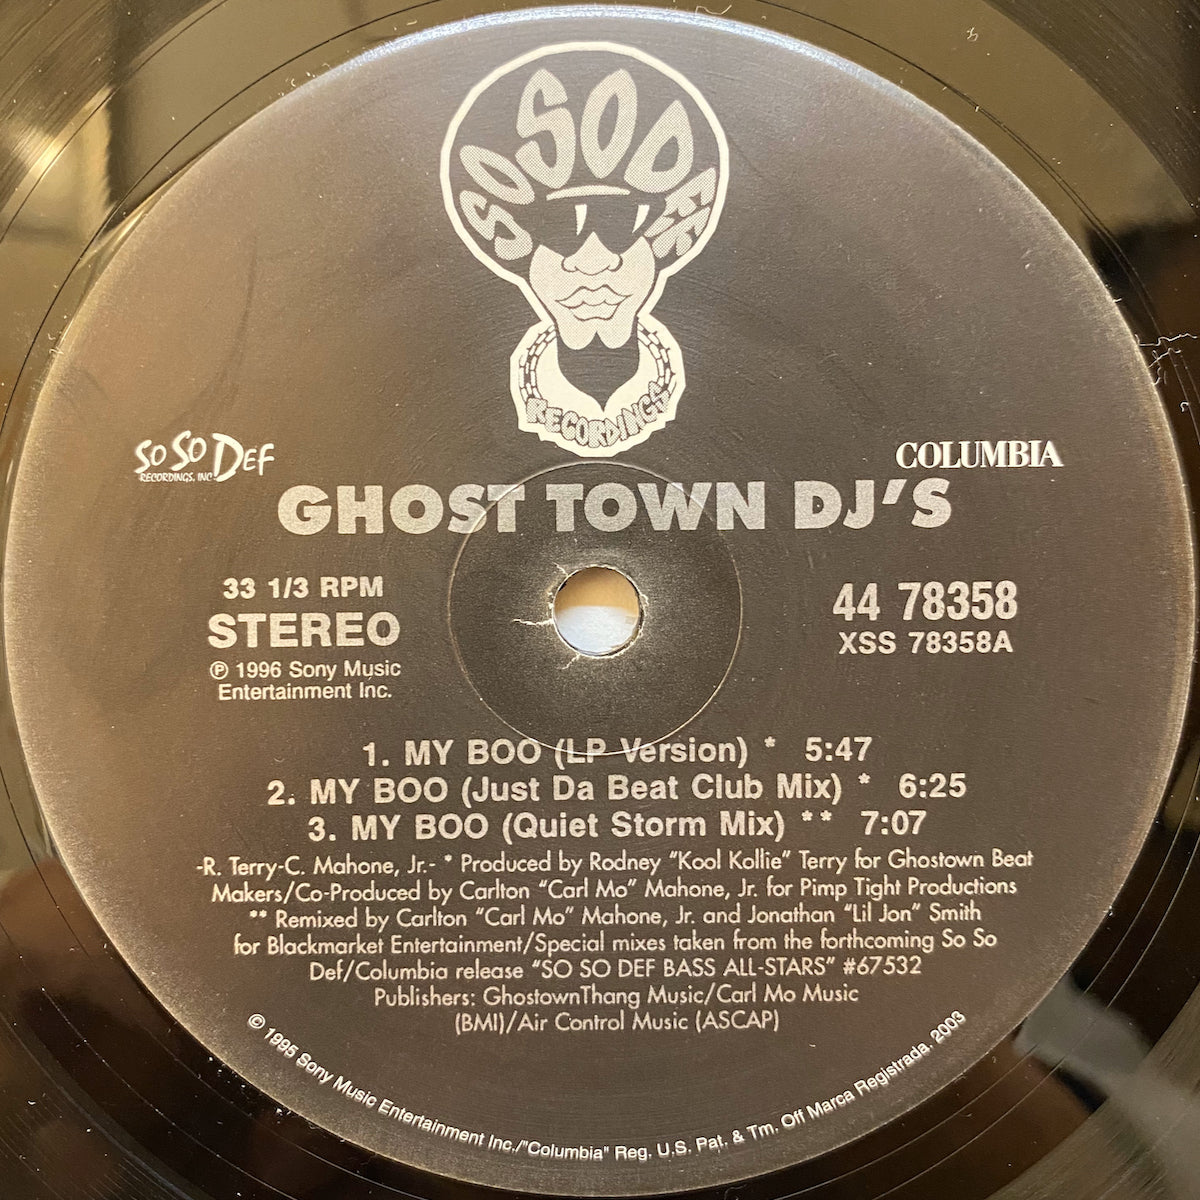 SO SO DEF
RECORDINGS
SO SO DEF
RECORDINGS, INC.
COLUMBIA
GHOST TOWN DJ'S
33 1/3 RPM
STEREO
℗ 1996 Sony Music
Entertainment Inc.
44 78358
XSS 78358A
1. MY BOO (LP Version) * 5:47
2. MY BOO (Just Da Beat Club Mix) * 6:25
3. MY BOO (Quiet Storm Mix) ** 7:07
-R. Terry-C. Mahone, Jr.- * Produced by Rodney "Kool Kollie" Terry for Ghostown Beat
Makers/Co-Produced by Carlton "Carl Mo" Mahone, Jr. for Pimp Tight Productions
** Remixed by Carlton "Carl Mo" Mahone, Jr. and Jonathan "Lil Jon" Smith
for Blackmarket Entertainment/Special mixes taken from the forthcoming So So
Def/Columbia release "SO SO DEF BASS ALL-STARS" #67532
Publishers: GhostownThang Music/Carl Mo Music
(BMI)/Air Control Music (ASCAP)
© 1995 Sony Music Entertainment Inc./"Columbia" Reg. U.S. Pat. & Tm. Off Marca Registrada. 2003